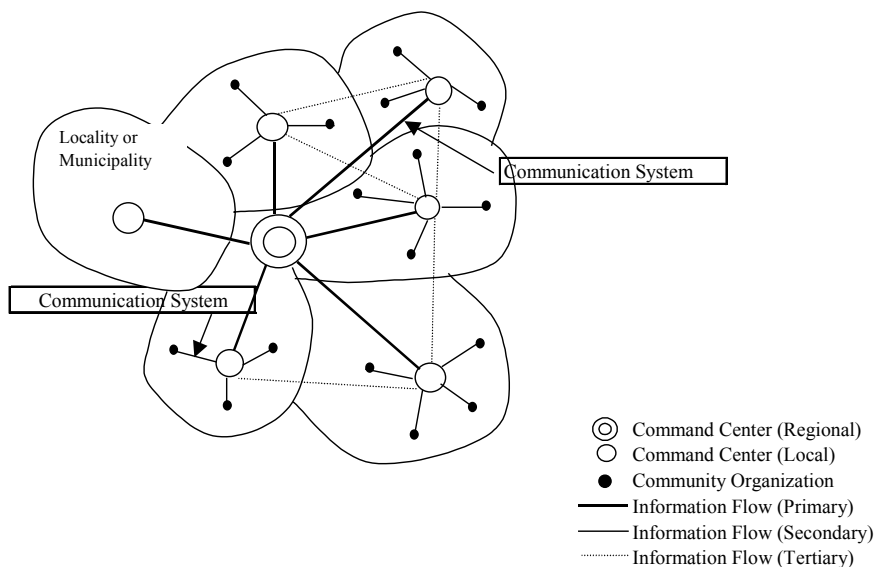 Locality or
Municipality
Communication System
Communication System
Command Center (Regional)
Command Center (Local)
Community Organization
Information Flow (Primary)
Information Flow (Secondary)
Information Flow (Tertiary)